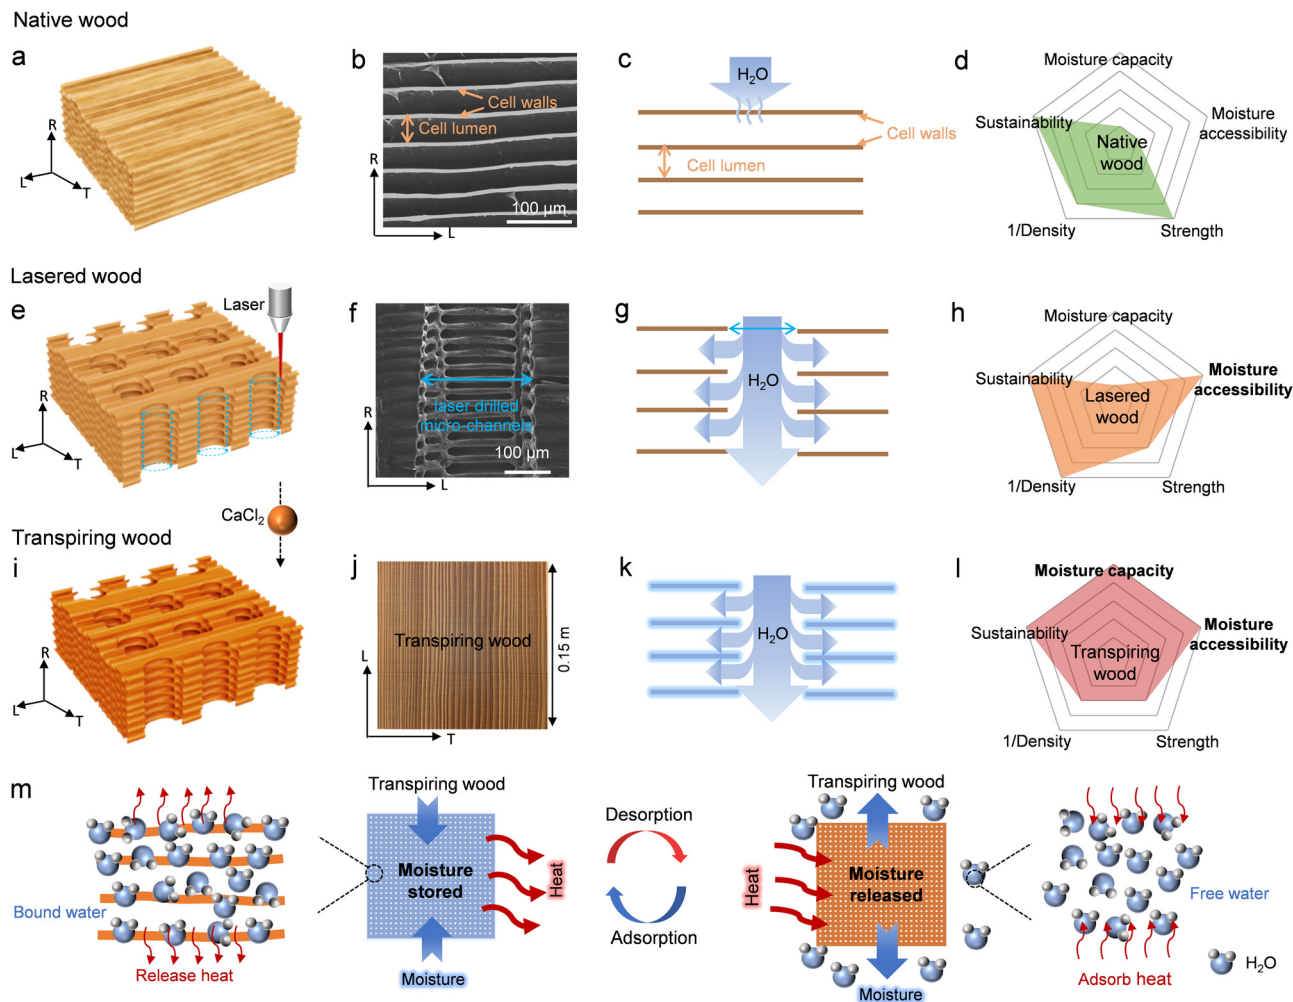 Native wood
a
R
L
T
b
Cell walls
Cell lumen
100 μm
R
L
c
H₂O
Cell walls
Cell lumen
d
Moisture capacity
Sustainability
Moisture
accessibility
Native
wood
1/Density
Strength
Lasered wood
e
Laser
R
L
T
f
laser drilled
micro-channels
100 μm
R
L
g
H₂O
h
Moisture capacity
Sustainability
Moisture
accessibility
Lasered
wood
1/Density
Strength
CaCl₂
Transpiring wood
i
R
L
T
j
Transpiring wood
0.15 m
L
T
k
H₂O
l
Moisture capacity
Sustainability
Moisture
accessibility
Transpiring
wood
1/Density
Strength
m
Bound water
Release heat
Transpiring wood
Moisture
stored
Heat
Moisture
Desorption
Adsorption
Transpiring wood
Heat
Moisture
released
Moisture
Free water
Adsorb heat
H₂O